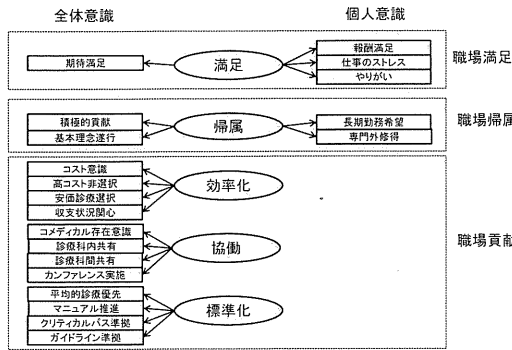 全体意識
個人意識
期待満足
満足
報酬満足
仕事のストレス
やりがい
職場満足
積極的貢献
基本理念遂行
帰属
長期勤務希望
専門外修得
職場帰属
コスト意識
高コスト非選択
安価診療選択
収支状況関心
効率化
コメディカル存在意識
診療科内共有
診療科間共有
カンファレンス実施
協働
職場貢献
平均的診療優先
マニュアル推進
クリティカルパス準拠
ガイドライン準拠
標準化